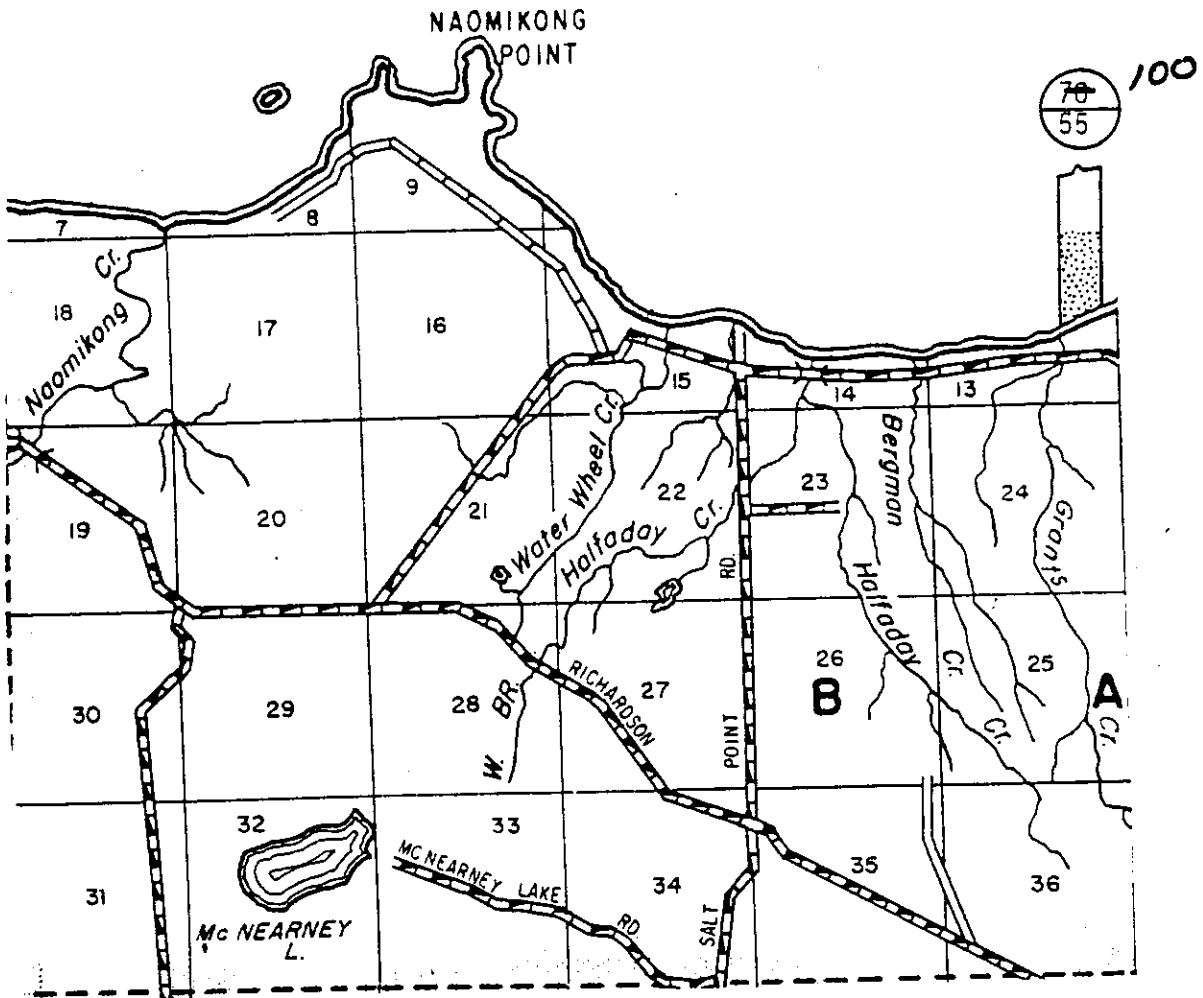 NAOMIKONG
POINT
100
70
55
9
8
7
Cr.
18
17
16
Naomikong
15
14
13
Bergman
Water Wheel Cr.
22
23
24
19
20
21
Halfaday
Cr.
Grants
RD.
Halfaday
26
25
30
29
28
27
B
A
Cr.
RICHARDSON
W. BR.
POINT
Cr.
Cr.
32
33
MC NEARNEY LAKE
RD.
34
35
36
31
SALT
Mc NEARNEY
L.